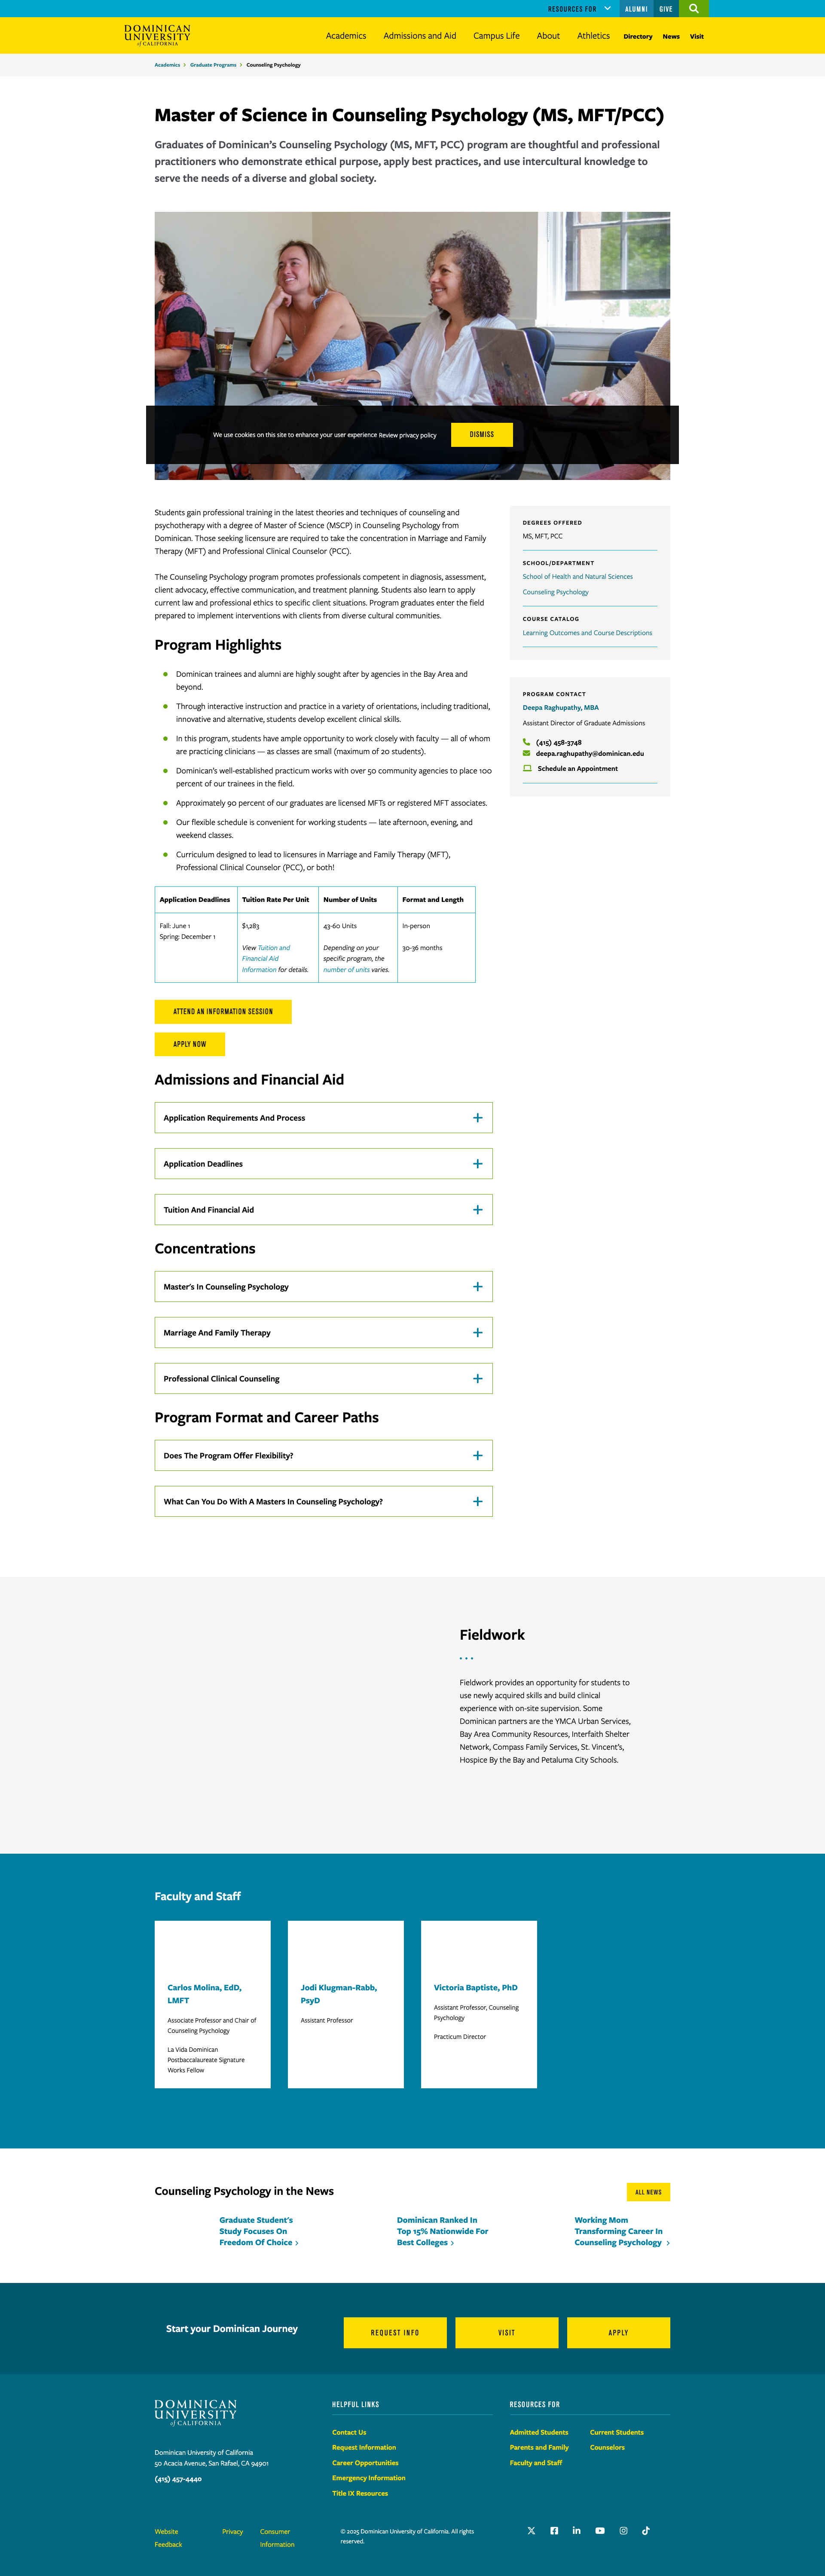 RESOURCES FOR
ALUMNI
GIVE
DOMINICAN
UNIVERSITY
of CALIFORNIA
Academics
Admissions and Aid
Campus Life
About
Athletics
Directory
News
Visit
Academics
Graduate Programs
Counseling Psychology
Master of Science in Counseling Psychology (MS, MFT/PCC)
Graduates of Dominican's Counseling Psychology (MS, MFT, PCC) program are thoughtful and professional
practitioners who demonstrate ethical purpose, apply best practices, and use intercultural knowledge to
serve the needs of a diverse and global society.
We use cookies on this site to enhance your user experience Review privacy policy
DISMISS
Students gain professional training in the latest theories and techniques of counseling and
psychotherapy with a degree of Master of Science (MSCP) in Counseling Psychology from
Dominican. Those seeking licensure are required to take the concentration in Marriage and Family
Therapy (MFT) and Professional Clinical Counselor (PCC).
The Counseling Psychology program promotes professionals competent in diagnosis, assessment,
client advocacy, effective communication, and treatment planning. Students also learn to apply
current law and professional ethics to specific client situations. Program graduates enter the field
prepared to implement interventions with clients from diverse cultural communities.
Program Highlights
Dominican trainees and alumni are highly sought after by agencies in the Bay Area and
beyond.
Through interactive instruction and practice in a variety of orientations, including traditional,
innovative and alternative, students develop excellent clinical skills.
In this program, students have ample opportunity to work closely with faculty — all of whom
are practicing clinicians — as classes are small (maximum of 20 students).
Dominican's well-established practicum works with over 50 community agencies to place 100
percent of our trainees in the field.
Approximately 90 percent of our graduates are licensed MFTs or registered MFT associates.
Our flexible schedule is convenient for working students — late afternoon, evening, and
weekend classes.
Curriculum designed to lead to licensures in Marriage and Family Therapy (MFT),
Professional Clinical Counselor (PCC), or both!
Application Deadlines
Tuition Rate Per Unit
Number of Units
Format and Length
Fall: June 1
Spring: December 1
$1,283
View Tuition and
Financial Aid
Information for details.
43-60 Units
Depending on your
specific program, the
number of units varies.
In-person
30-36 months
ATTEND AN INFORMATION SESSION
APPLY NOW
DEGREES OFFERED
MS, MFT, PCC
SCHOOL/DEPARTMENT
School of Health and Natural Sciences
Counseling Psychology
COURSE CATALOG
Learning Outcomes and Course Descriptions
PROGRAM CONTACT
Deepa Raghupathy, MBA
Assistant Director of Graduate Admissions
(415) 458-3748
deepa.raghupathy@dominican.edu
Schedule an Appointment
Admissions and Financial Aid
Application Requirements And Process
Application Deadlines
Tuition And Financial Aid
Concentrations
Master's In Counseling Psychology
Marriage And Family Therapy
Professional Clinical Counseling
Program Format and Career Paths
Does The Program Offer Flexibility?
What Can You Do With A Masters In Counseling Psychology?
Fieldwork
Fieldwork provides an opportunity for students to
use newly acquired skills and build clinical
experience with on-site supervision. Some
Dominican partners are the YMCA Urban Services,
Bay Area Community Resources, Interfaith Shelter
Network, Compass Family Services, St. Vincent's,
Hospice By the Bay and Petaluma City Schools.
Faculty and Staff
Carlos Molina, EdD,
LMFT
Associate Professor and Chair of
Counseling Psychology
La Vida Dominican
Postbaccalaureate Signature
Works Fellow
Jodi Klugman-Rabb,
PsyD
Assistant Professor
Victoria Baptiste, PhD
Assistant Professor, Counseling
Psychology
Practicum Director
Counseling Psychology in the News
ALL NEWS
Graduate Student's
Study Focuses On
Freedom Of Choice
Dominican Ranked In
Top 15% Nationwide For
Best Colleges
Working Mom
Transforming Career In
Counseling Psychology
Start your Dominican Journey
REQUEST INFO
VISIT
APPLY
DOMINICAN
UNIVERSITY
of CALIFORNIA
Dominican University of California
50 Acacia Avenue, San Rafael, CA 94901
(415) 457-4440
HELPFUL LINKS
Contact Us
Request Information
Career Opportunities
Emergency Information
Title IX Resources
RESOURCES FOR
Admitted Students
Current Students
Parents and Family
Counselors
Faculty and Staff
Website
Feedback
Privacy
Consumer
Information
© 2025 Dominican University of California. All rights
reserved.